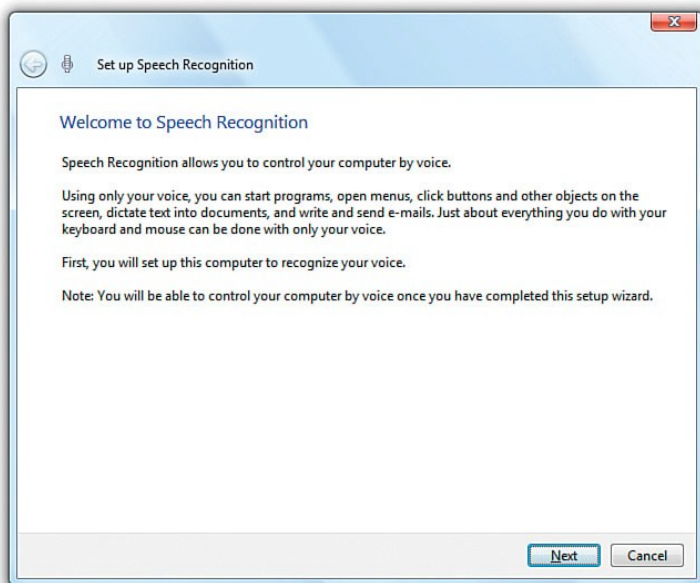 Set up Speech Recognition
Welcome to Speech Recognition
Speech Recognition allows you to control your computer by voice.
Using only your voice, you can start programs, open menus, click buttons and other objects on the
screen, dictate text into documents, and write and send e-mails. Just about everything you do with your
keyboard and mouse can be done with only your voice.
First, you will set up this computer to recognize your voice.
Note: You will be able to control your computer by voice once you have completed this setup wizard.
Next Cancel